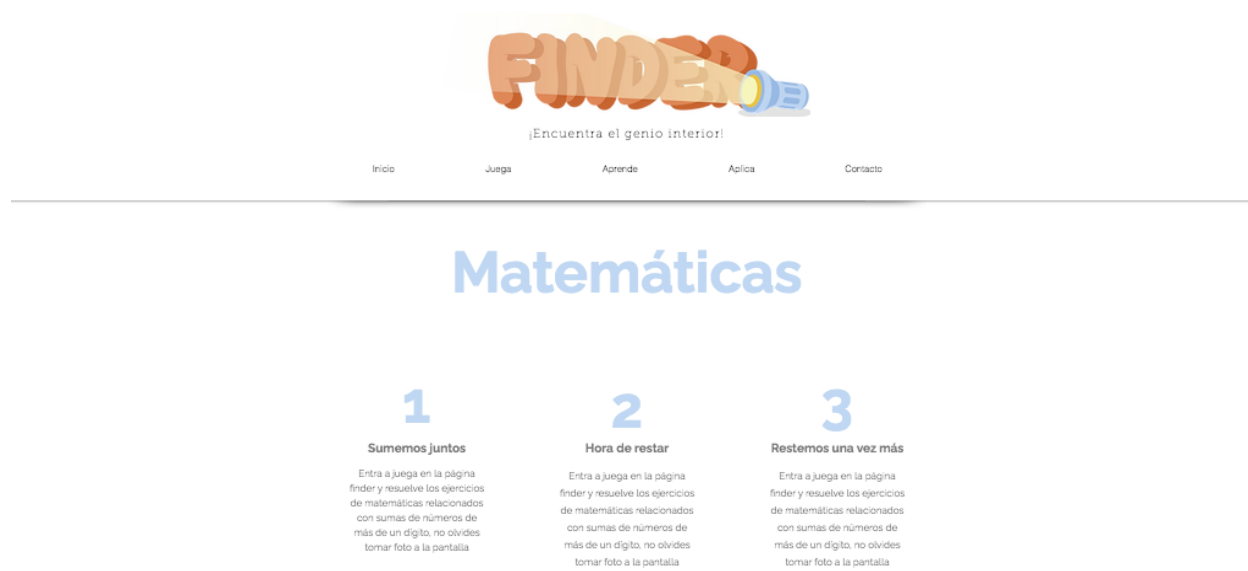 FINDER
¡Encuentra el genio interior!
Inicio Juega Aprende Aplica Contacto
Matemáticas
1
Sumemos juntos
Entra a juega en la página
finder y resuelve los ejercicios
de matemáticas relacionados
con sumas de números de
más de un dígito, no olvides
tomar foto a la pantalla
2
Hora de restar
Entra a juega en la página
finder y resuelve los ejercicios
de matemáticas relacionados
con sumas de números de
más de un dígito, no olvides
tomar foto a la pantalla
3
Restemos una vez más
Entra a juega en la página
finder y resuelve los ejercicios
de matemáticas relacionados
con sumas de números de
más de un dígito, no olvides
tomar foto a la pantalla